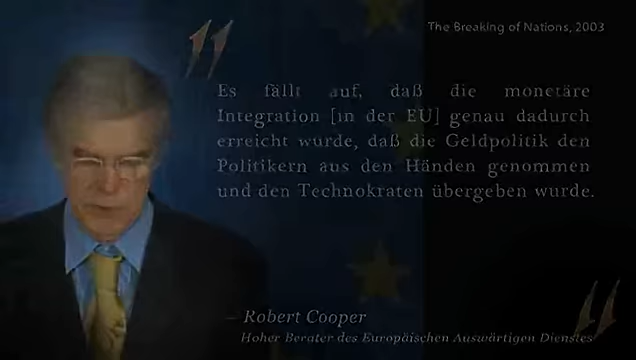 The Breaking of Nations, 2003
Es fällt auf, daß die monetäre
Integration [in der EU] genau dadurch
erreicht wurde, daß die Geldpolitik den
Politikern aus den Händen genommen
und den Technokraten übergeben wurde.
– Robert Cooper
Hoher Berater des Europäischen Auswärtigen Dienstes